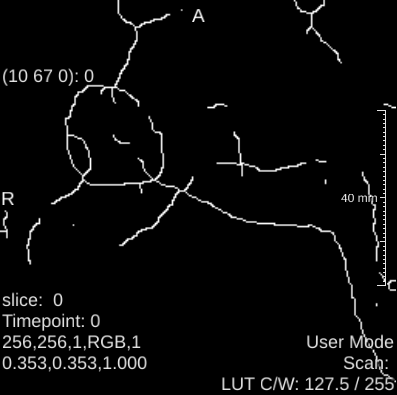 A
(10 67 0): 0
R
40 mm
slice: 0
Timepoint: 0
256,256,1,RGB,1
User Mode
0.353,0.353,1.000
Scan:
LUT C/W: 127.5 / 255